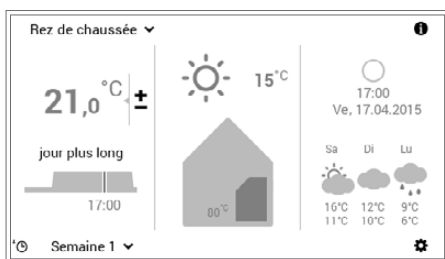 Rez de chaussée
21,0 °C ±
15°C
17:00
Ve, 17.04.2015
jour plus long
17:00
00°C
Sa Di Lu
16°C 12°C 9°C
11°C 10°C 6°C
Semaine 1